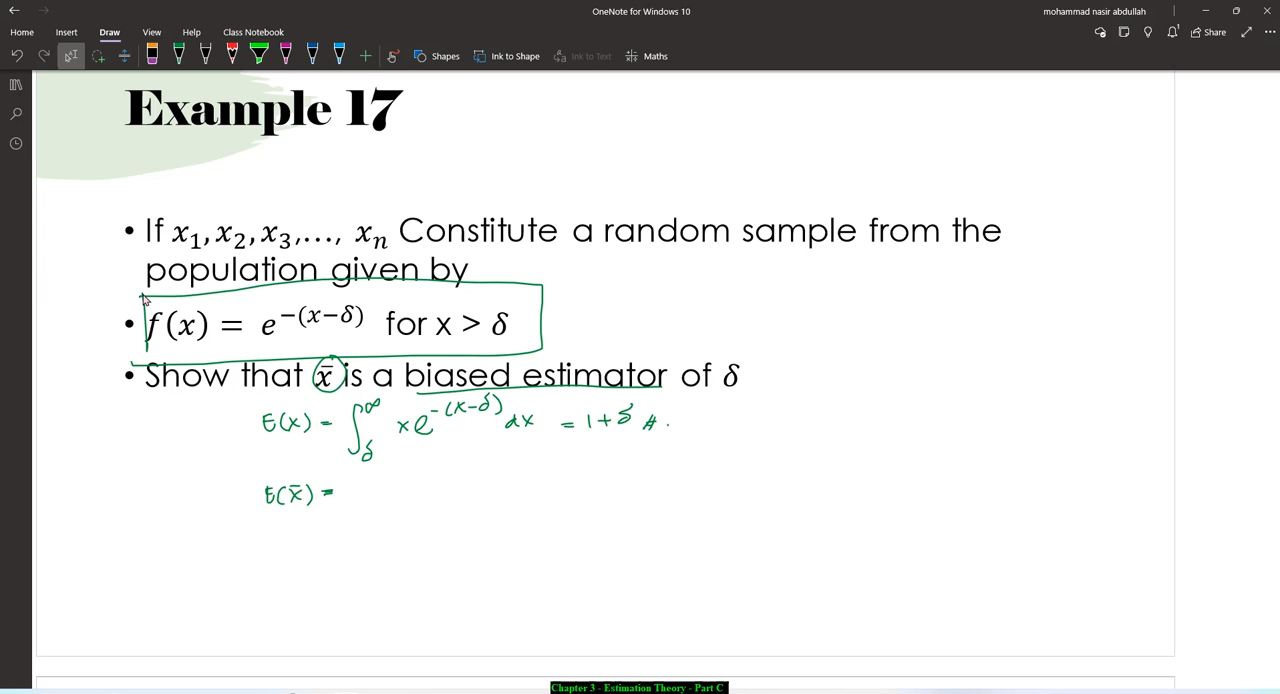 OneNote for Windows 10
mohammad nasir abdullah
Home Insert Draw View Help Class Notebook
Share
Shapes Ink to Shape Ink to Text Maths
Example 17
• If x₁, x₂, x₃,…, xₙ Constitute a random sample from the
population given by
• f(x) = e^−(x−δ) for x > δ
• Show that x̄ is a biased estimator of δ
E(x) = ∫_δ^∞ x e^−(x−δ) dx = 1 + δ #.
E(x̄) =
Chapter 3 - Estimation Theory - Part C